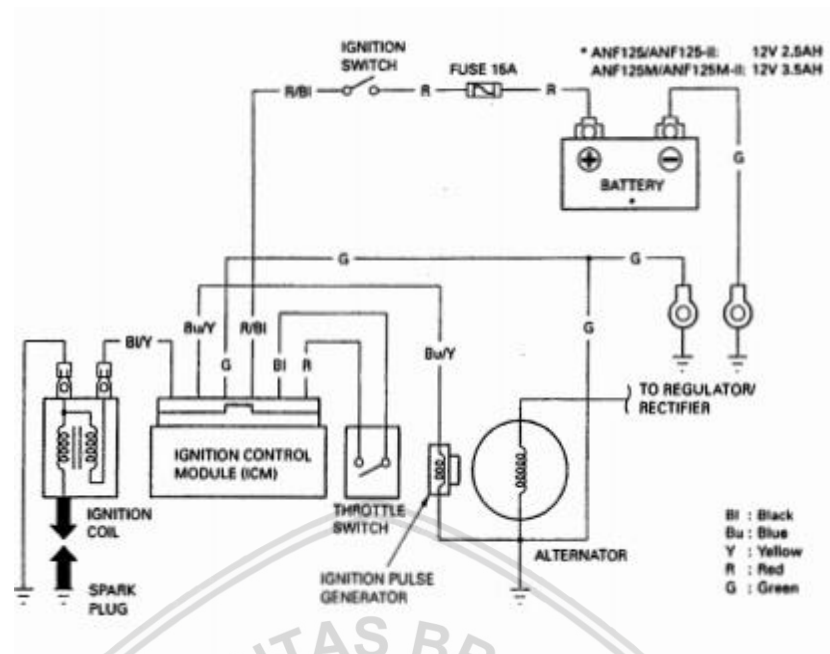 IGNITION
SWITCH
FUSE 15A
* ANF125/ANF125-II: 12V 2.5AH
ANF125M/ANF125M-II: 12V 3.5AH
R/Bl
R
R
G
BATTERY
*
G
G
Bl/Y
Bu/Y
G
R/Bl
Bl
R
Bu/Y
G
TO REGULATOR/
RECTIFIER
IGNITION CONTROL
MODULE (ICM)
IGNITION
COIL
THROTTLE
SWITCH
ALTERNATOR
SPARK
PLUG
IGNITION PULSE
GENERATOR
Bl : Black
Bu : Blue
Y : Yellow
R : Red
G : Green
ITAS BR